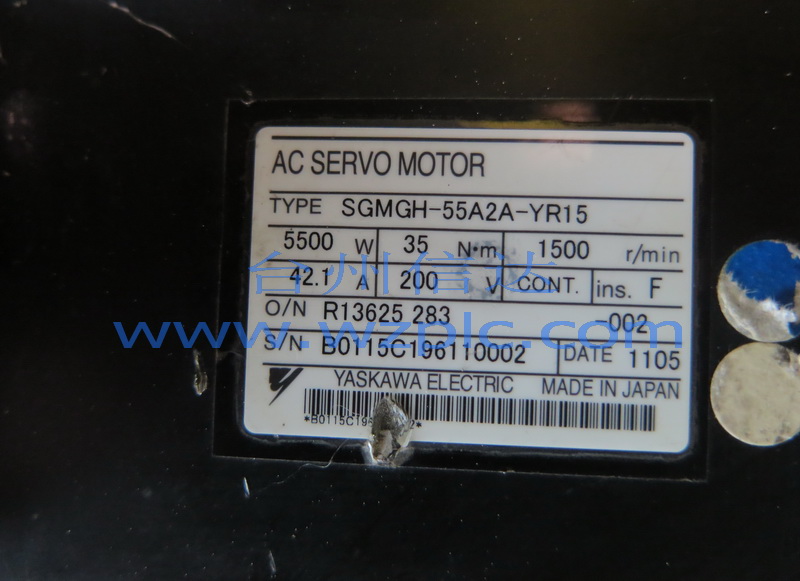 AC SERVO MOTOR
TYPE SGMGH-55A2A-YR15
5500 W 35 N·m 1500 r/min
42.1 A 200 V CONT. ins. F
台州信达
O/N R13625 283 -002
www.wzplc.com
S/N B0115C196110002 DATE 1105
YASKAWA ELECTRIC MADE IN JAPAN